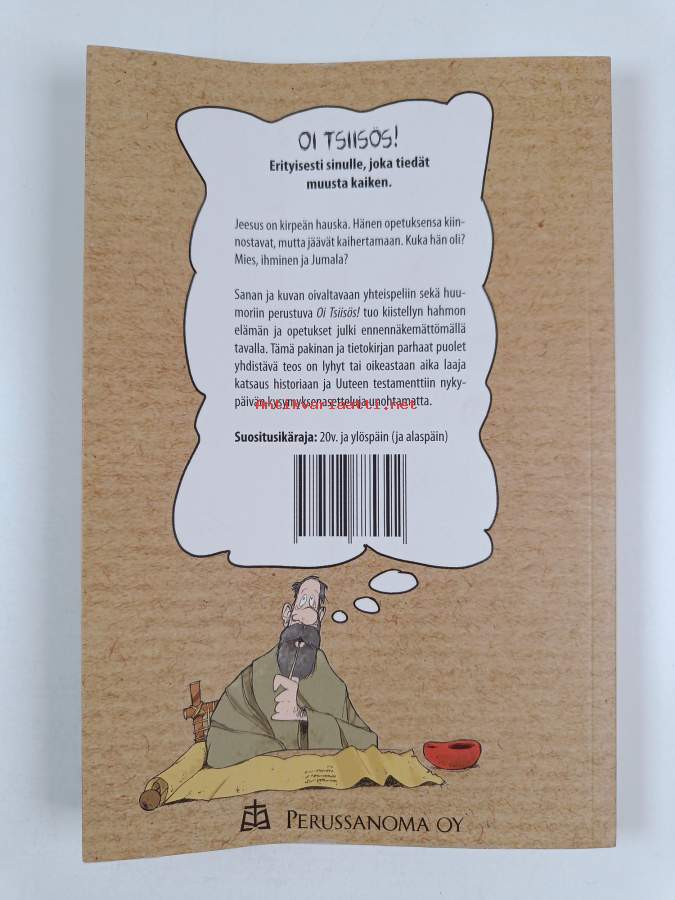 OI TSIISÖS!
Erityisesti sinulle, joka tiedät
muusta kaiken.
Jeesus on kirpeän hauska. Hänen opetuksensa kiin-
nostavat, mutta jäävät kaihertamaan. Kuka hän oli?
Mies, ihminen ja Jumala?
Sanan ja kuvan oivaltavaan yhteispeliin sekä huu-
moriin perustuva Oi Tsiisös! tuo kiistellyn hahmon
elämän ja opetukset julki ennennäkemättömällä
tavalla. Tämä pakinan ja tietokirjan parhaat puolet
yhdistävä teos on lyhyt tai oikeastaan aika laaja
katsaus historiaan ja Uuteen testamenttiin nyky-
päivän kysymyksenasetteluja unohtamatta.
Antikvariaatti.net
Suositusikäraja: 20v. ja ylöspäin (ja alaspäin)
PERUSSANOMA OY